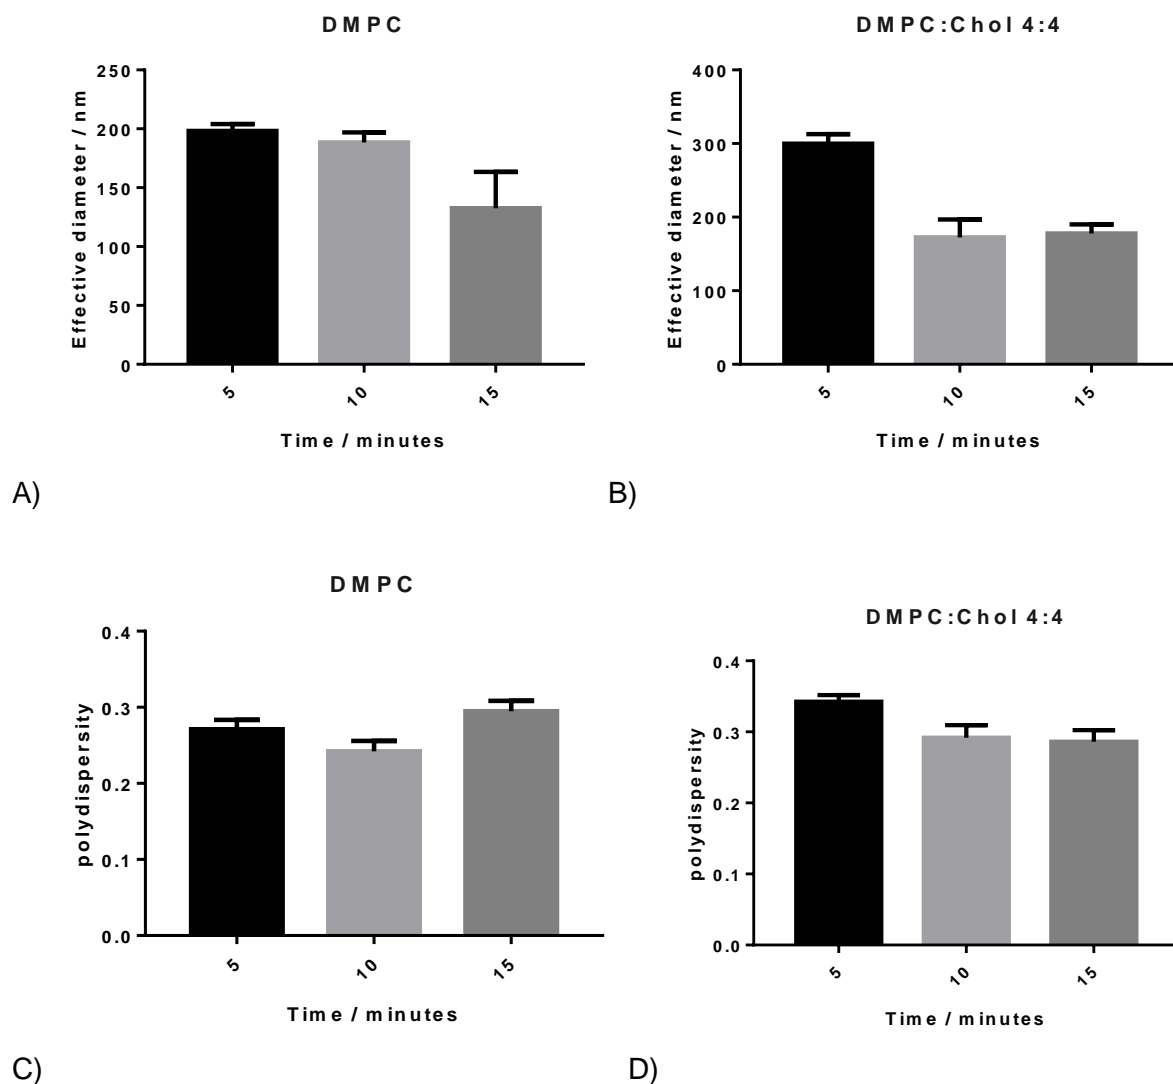 DMPC
250
200
150
100
50
0
Effective diameter / nm
5
10
15
Time / minutes
A)
DMPC:Chol 4:4
400
300
200
100
0
Effective diameter / nm
5
10
15
Time / minutes
B)
DMPC
0.4
0.3
0.2
0.1
0.0
polydispersity
5
10
15
Time / minutes
C)
DMPC:Chol 4:4
0.4
0.3
0.2
0.1
0.0
polydispersity
5
10
15
Time / minutes
D)